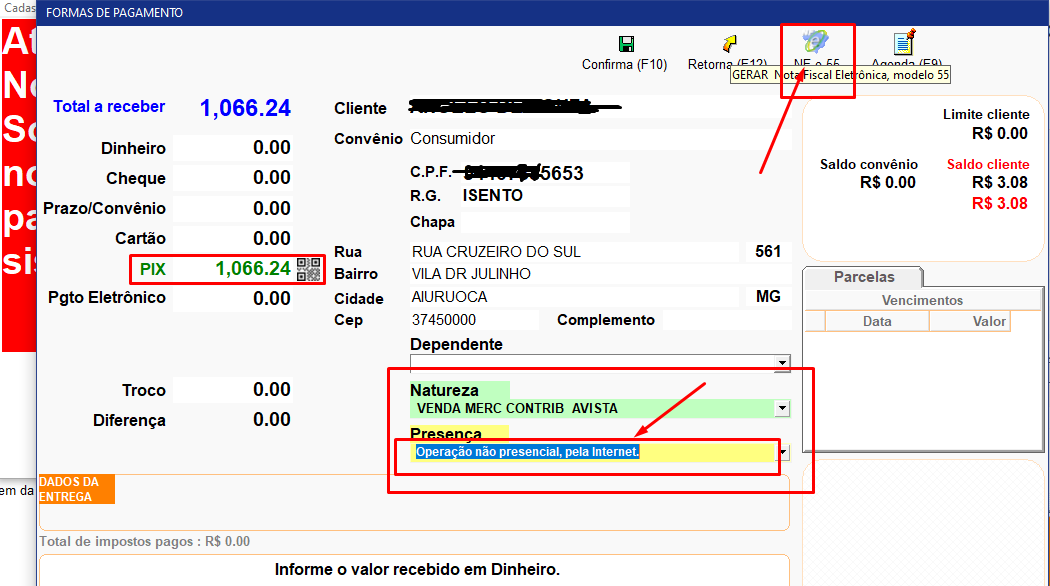 Cadas
FORMAS DE PAGAMENTO
Confirma (F10)
Retorna (F12)
NF-e 55
Agenda (F9)
GERAR Nota Fiscal Eletrônica, modelo 55
At
No
So
no
pa
sis
em da
Total a receber 1,066.24
Dinheiro 0.00
Cheque 0.00
Prazo/Convênio 0.00
Cartão 0.00
PIX 1,066.24
Pgto Eletrônico 0.00
Troco 0.00
Diferença 0.00
Cliente
Convênio Consumidor
C.P.F. 5653
R.G. ISENTO
Chapa
Rua RUA CRUZEIRO DO SUL 561
Bairro VILA DR JULINHO
Cidade AIURUOCA MG
Cep 37450000 Complemento
Dependente
Natureza
VENDA MERC CONTRIB AVISTA
Presença
Operação não presencial, pela Internet.
Limite cliente
R$ 0.00
Saldo convênio Saldo cliente
R$ 0.00 R$ 3.08
R$ 3.08
Parcelas
Vencimentos
Data Valor
DADOS DA
ENTREGA
Total de impostos pagos : R$ 0.00
Informe o valor recebido em Dinheiro.